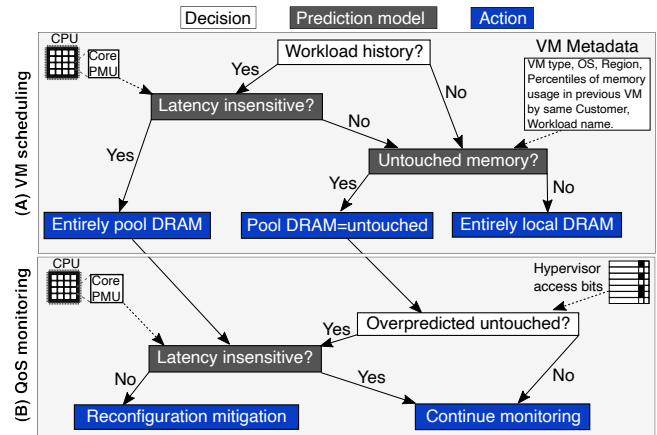 Decision
Prediction model
Action
(A) VM scheduling
CPU
Core
PMU
Workload history?
VM Metadata
VM type, OS, Region,
Percentiles of memory
usage in previous VM
by same Customer,
Workload name.
Yes
No
Latency insensitive?
No
Yes
Untouched memory?
Yes
No
Entirely pool DRAM
Pool DRAM=untouched
Entirely local DRAM
(B) QoS monitoring
CPU
Core
PMU
Hypervisor
access bits
Overpredicted untouched?
Yes
Latency insensitive?
No
Yes
No
Reconfiguration mitigation
Continue monitoring